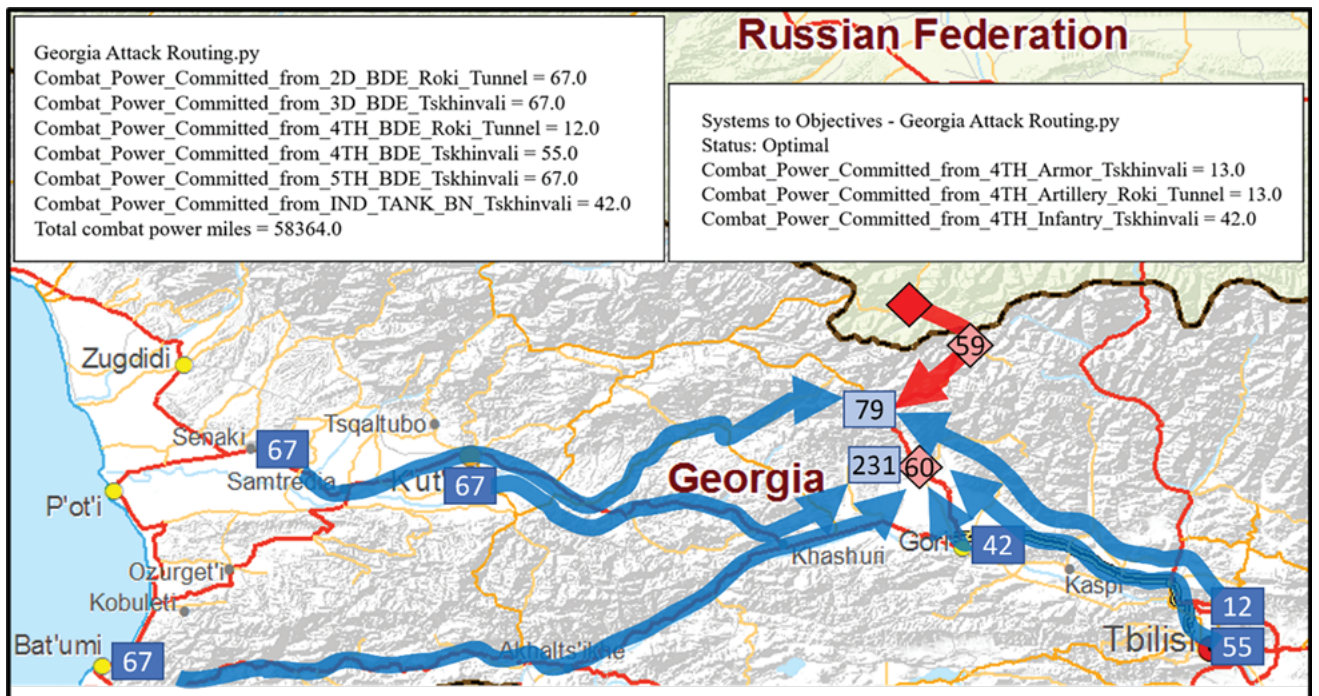 Georgia Attack Routing.py
Combat_Power_Committed_from_2D_BDE_Roki_Tunnel = 67.0
Combat_Power_Committed_from_3D_BDE_Tskhinvali = 67.0
Combat_Power_Committed_from_4TH_BDE_Roki_Tunnel = 12.0
Combat_Power_Committed_from_4TH_BDE_Tskhinvali = 55.0
Combat_Power_Committed_from_5TH_BDE_Tskhinvali = 67.0
Combat_Power_Committed_from_IND_TANK_BN_Tskhinvali = 42.0
Total combat power miles = 58364.0
Russian Federation
Systems to Objectives - Georgia Attack Routing.py
Status: Optimal
Combat_Power_Committed_from_4TH_Armor_Tskhinvali = 13.0
Combat_Power_Committed_from_4TH_Artillery_Roki_Tunnel = 13.0
Combat_Power_Committed_from_4TH_Infantry_Tskhinvali = 42.0
59
Zugdidi
79
Tsqaltubo
Senaki
67
Samtredia
67
Georgia
231
60
P'ot'i
Khashuri
Gori
42
Kaspi
Ozurget'i
Kobuleti
12
Bat'umi
67
Akhalts'ikhe
Tbilisi
55